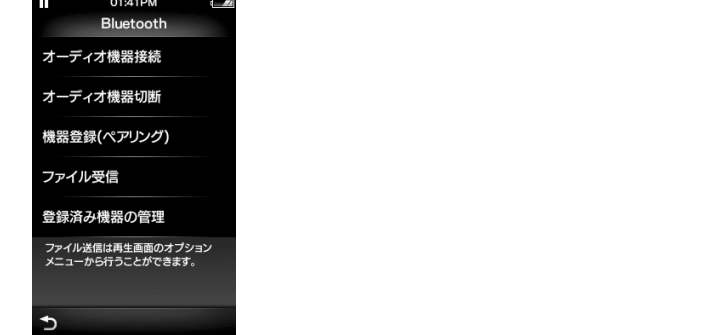 01:41PM
Bluetooth
オーディオ機器接続
オーディオ機器切断
機器登録(ペアリング)
ファイル受信
登録済み機器の管理
ファイル送信は再生画面のオプション
メニューから行うことができます。